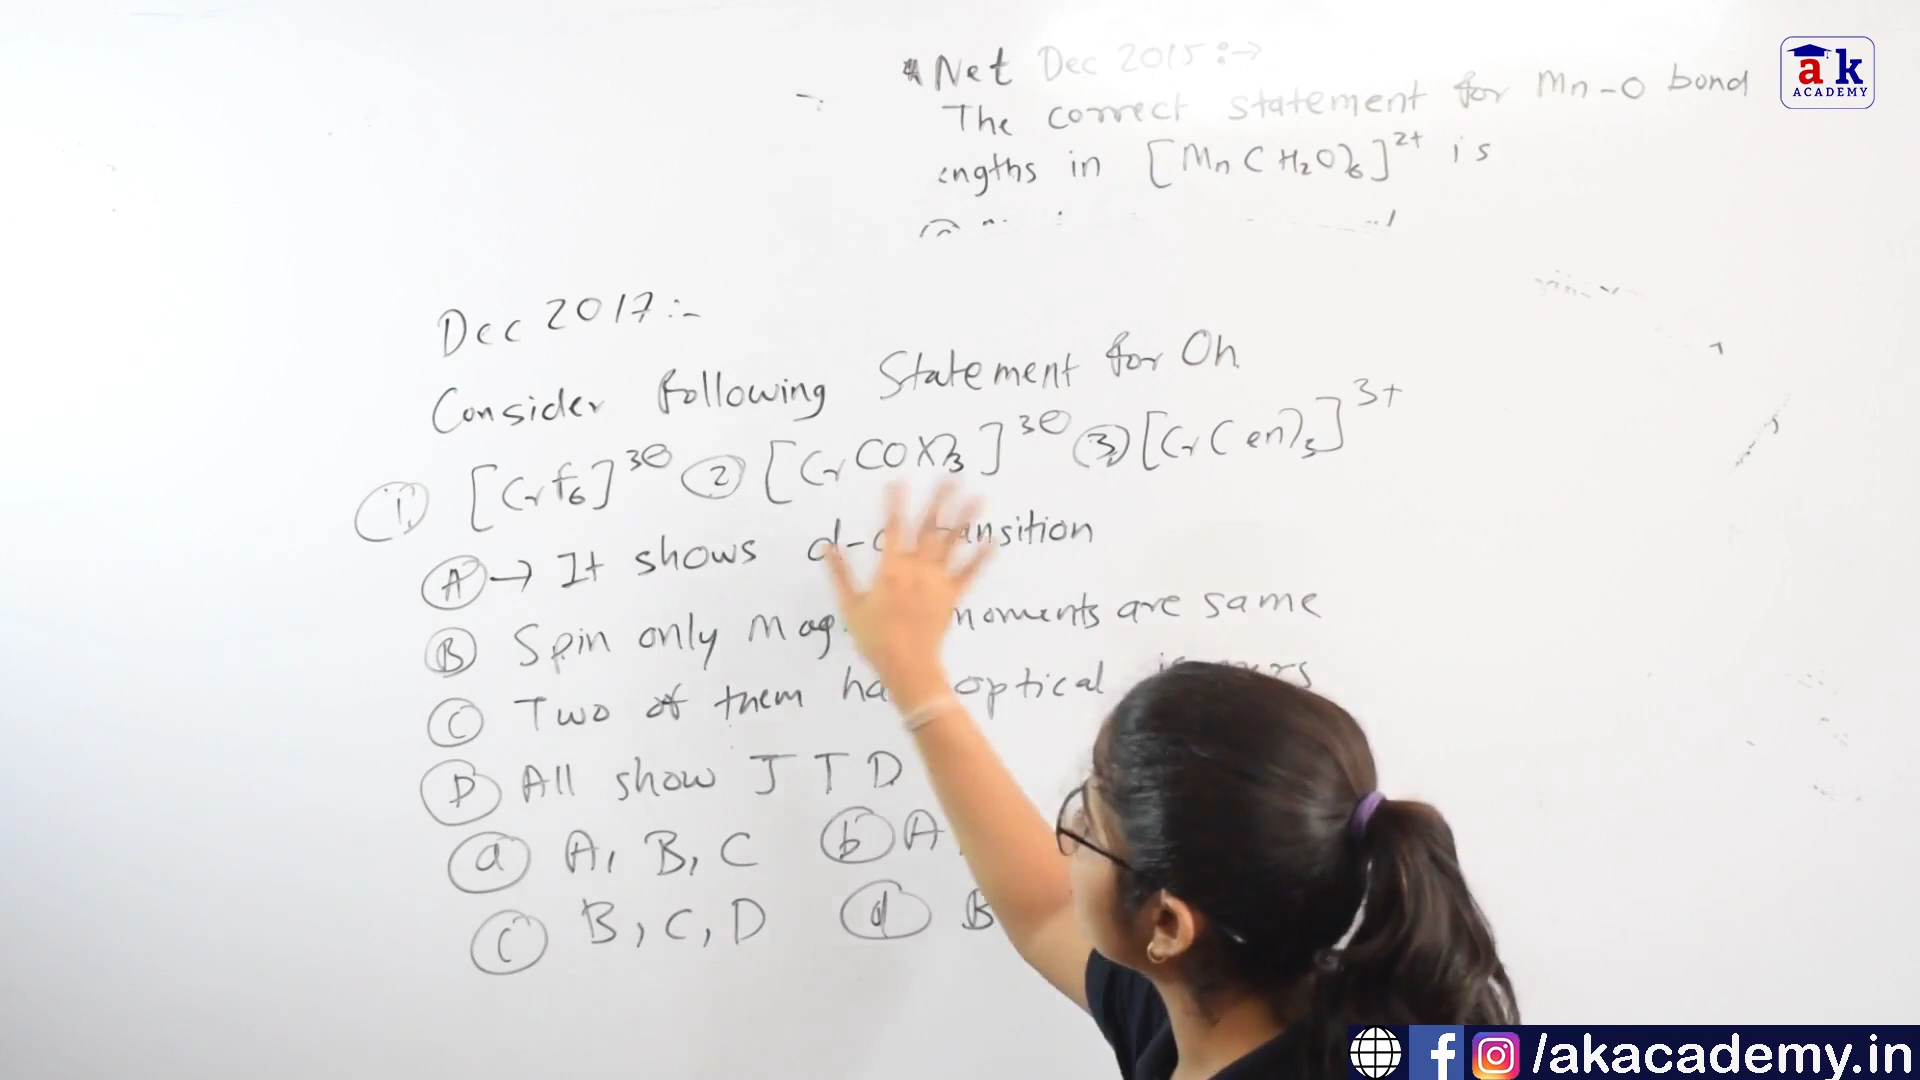 ak
ACADEMY
* Net Dec 2015:→
The correct statement for Mn-O bond
engths in [Mn(H2O)6]2+ is
Dec 2017:-
Consider following Statement for Oh
① [CrF6]3⊖ ② [Cr(OX)3]3⊖ ③ [Cr(en)3]3+
Ⓐ → It shows d-d transition
Ⓑ Spin only mag moments are same
Ⓒ Two of them ha optical
Ⓓ All show JTD
ⓐ A, B, C ⓑ A
ⓒ B, C, D ⓓ B
/akacademy.in